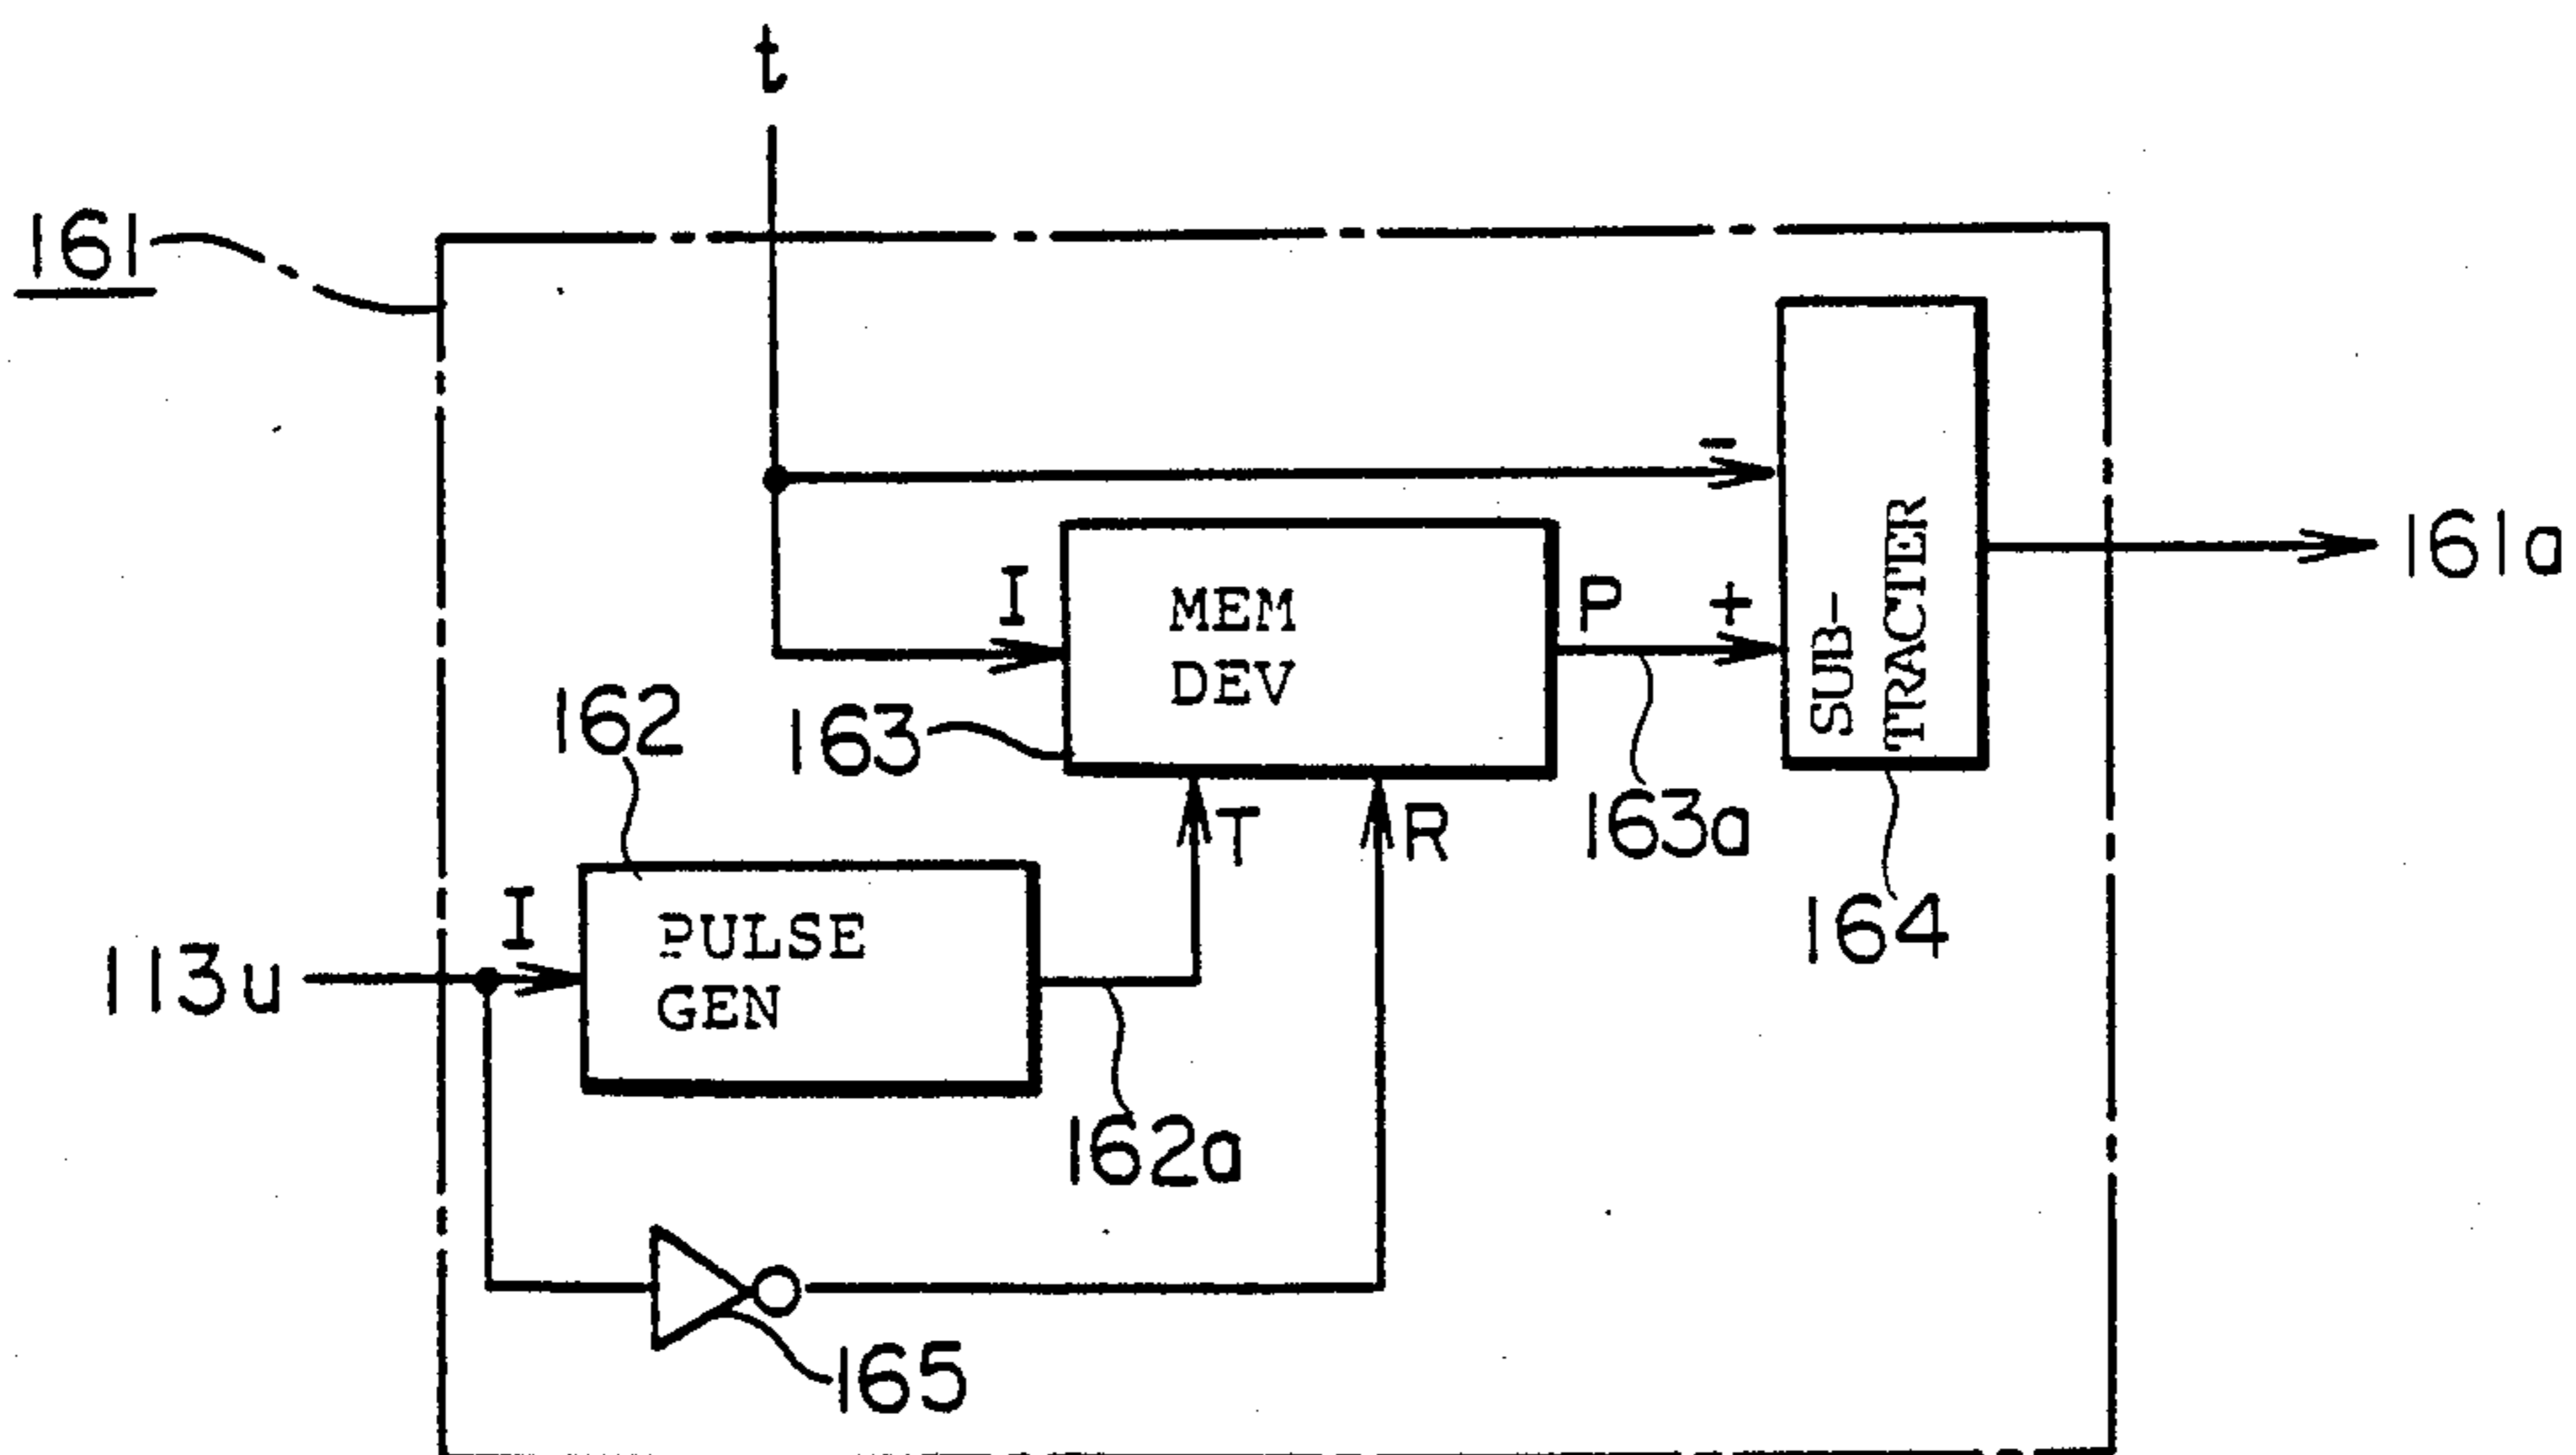 t
161
-
I
MEM
DEV
P
+
SUB-
TRACTER
161a
162
163
T
R
163a
164
113u
I
PULSE
GEN
162a
165